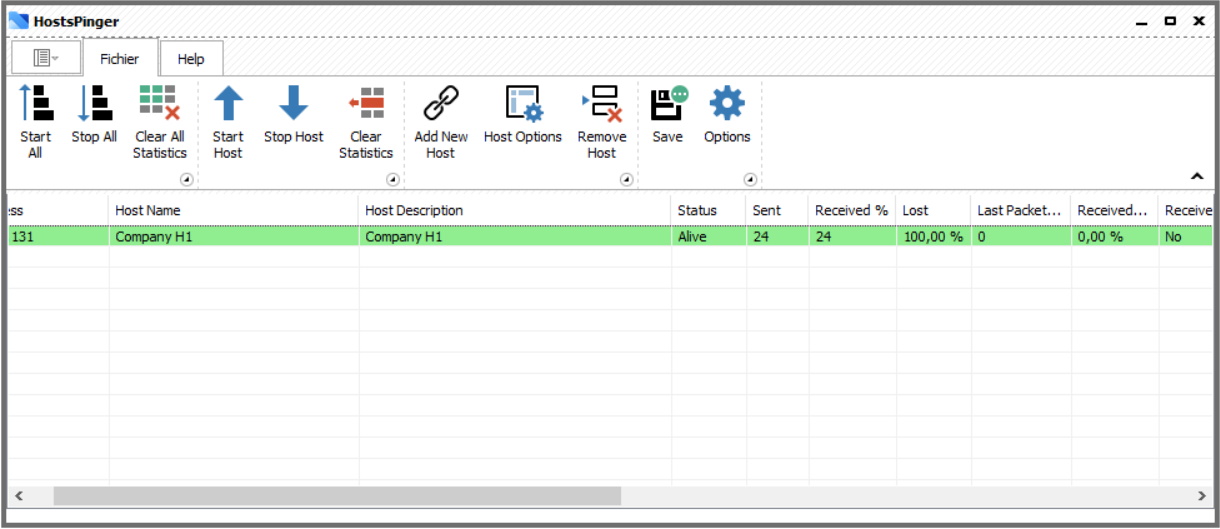 HostsPinger
Fichier Help
Start All Stop All Clear All Statistics Start Host Stop Host Clear Statistics Add New Host Host Options Remove Host Save Options
ss Host Name Host Description Status Sent Received % Lost Last Packet... Received... Receive
131 Company H1 Company H1 Alive 24 24 100,00 % 0 0,00 % No